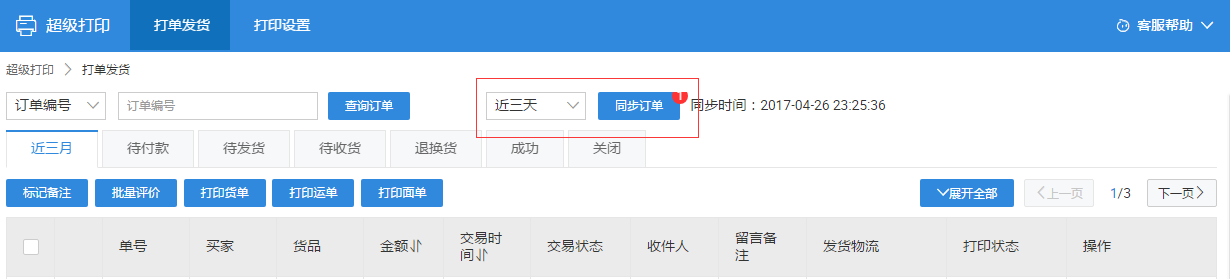 超级打印 打单发货 打印设置 客服帮助
超级打印 > 打单发货
订单编号 订单编号 查询订单 近三天 同步订单 1 同步时间：2017-04-26 23:25:36
近三月 待付款 待发货 待收货 退换货 成功 关闭
标记备注 批量评价 打印货单 打印运单 打印面单 展开全部 上一页 1/3 下一页
单号 买家 货品 金额 交易时间 交易状态 收件人 留言备注 发货物流 打印状态 操作